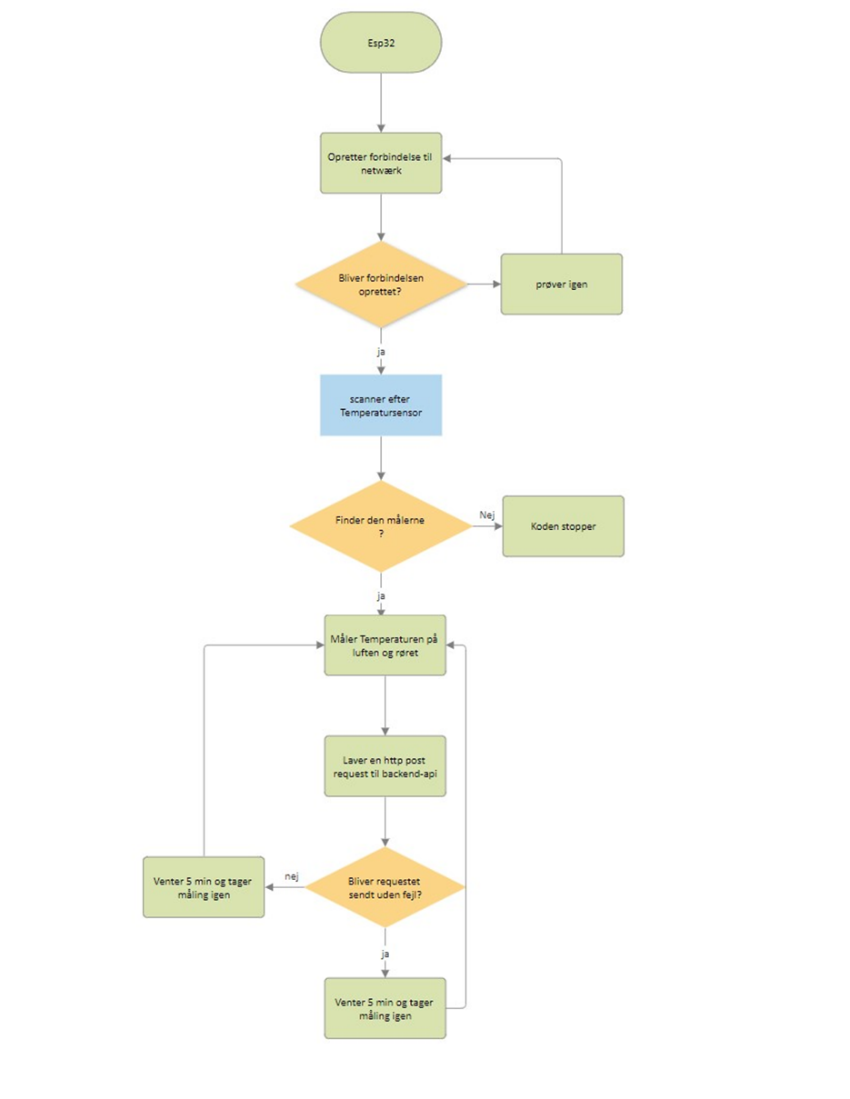 Esp32
Opretter forbindelse til
netwærk
Bliver forbindelsen
oprettet?
prøver igen
ja
scanner efter
Temperatursensor
Finder den målerne
?
Nej
Koden stopper
ja
Måler Temperaturen på
luften og røret
Laver en http post
request til backend-api
Bliver requestet
sendt uden fejl?
nej
Venter 5 min og tager
måling igen
ja
Venter 5 min og tager
måling igen